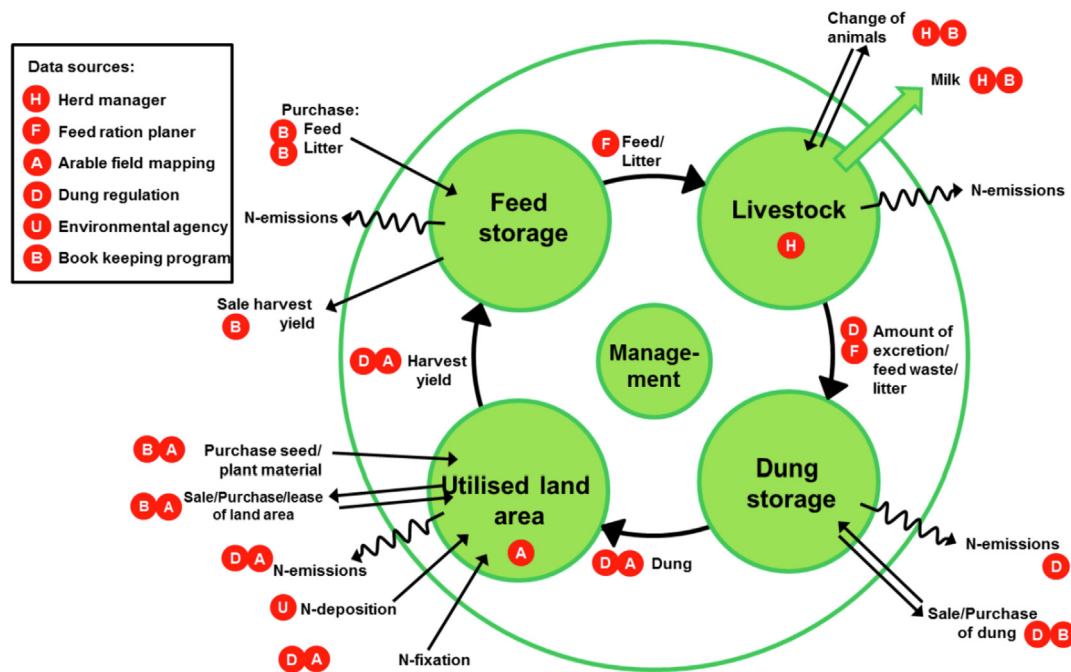 Data sources:
H Herd manager
F Feed ration planer
A Arable field mapping
D Dung regulation
U Environmental agency
B Book keeping program
Change of
animals H B
Milk H B
Purchase:
B Feed
B Litter
F Feed/
Litter
N-emissions
Feed
storage
Livestock
H
N-emissions
Sale harvest
yield
B
D A Harvest
yield
Manage-
ment
D Amount of
F excretion/
feed waste/
litter
B A Purchase seed/
plant material
B A Sale/Purchase/lease
of land area
Utilised land
area
A
Dung
storage
D A N-emissions
U N-deposition
D A N-fixation
D A Dung
N-emissions
D
Sale/Purchase
of dung D B